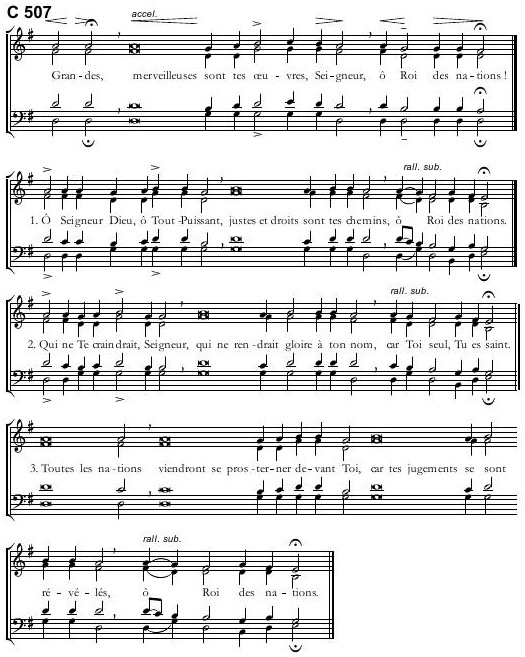 C 507
accel.
Gran - des, merveilleuses sont tes œu - vres, Sei - gneur, ô Roi des na - tions !
rall. sub.
1. Ô Seigneur Dieu, ô Tout - Puissant, justes et droits sont tes chemins, ô Roi des nations.
rall. sub.
2. Qui ne Te craindrait, Seigneur, qui ne ren - drait gloire à ton nom, car Toi seul, Tu es saint.
3. Toutes les na - tions viendront se pros - ter - ner de - vant Toi, car tes jugements se sont
rall. sub.
ré - vé - lés, ô Roi des na - tions.